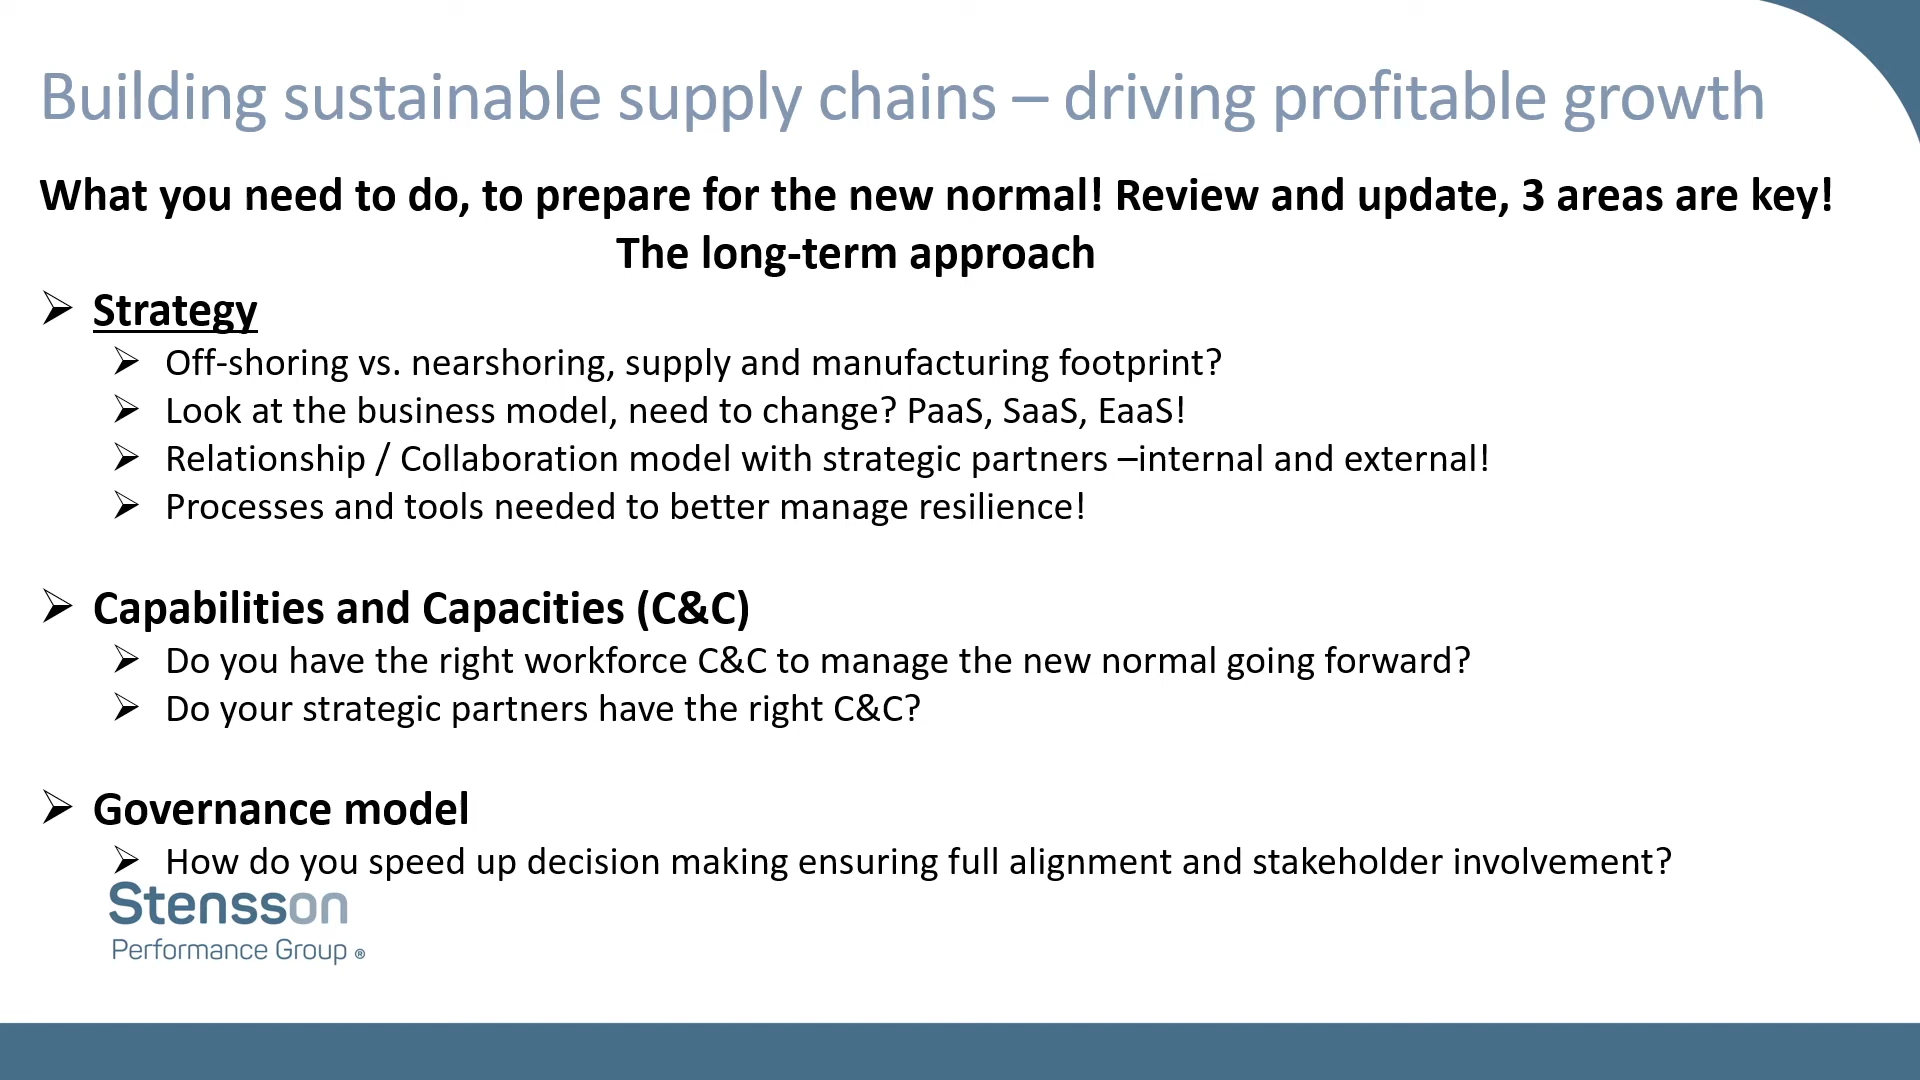 Building sustainable supply chains – driving profitable growth
What you need to do, to prepare for the new normal! Review and update, 3 areas are key!
The long-term approach
➢ Strategy
➢ Off-shoring vs. nearshoring, supply and manufacturing footprint?
➢ Look at the business model, need to change? PaaS, SaaS, EaaS!
➢ Relationship / Collaboration model with strategic partners –internal and external!
➢ Processes and tools needed to better manage resilience!
➢ Capabilities and Capacities (C&C)
➢ Do you have the right workforce C&C to manage the new normal going forward?
➢ Do your strategic partners have the right C&C?
➢ Governance model
➢ How do you speed up decision making ensuring full alignment and stakeholder involvement?
Stensson
Performance Group ®